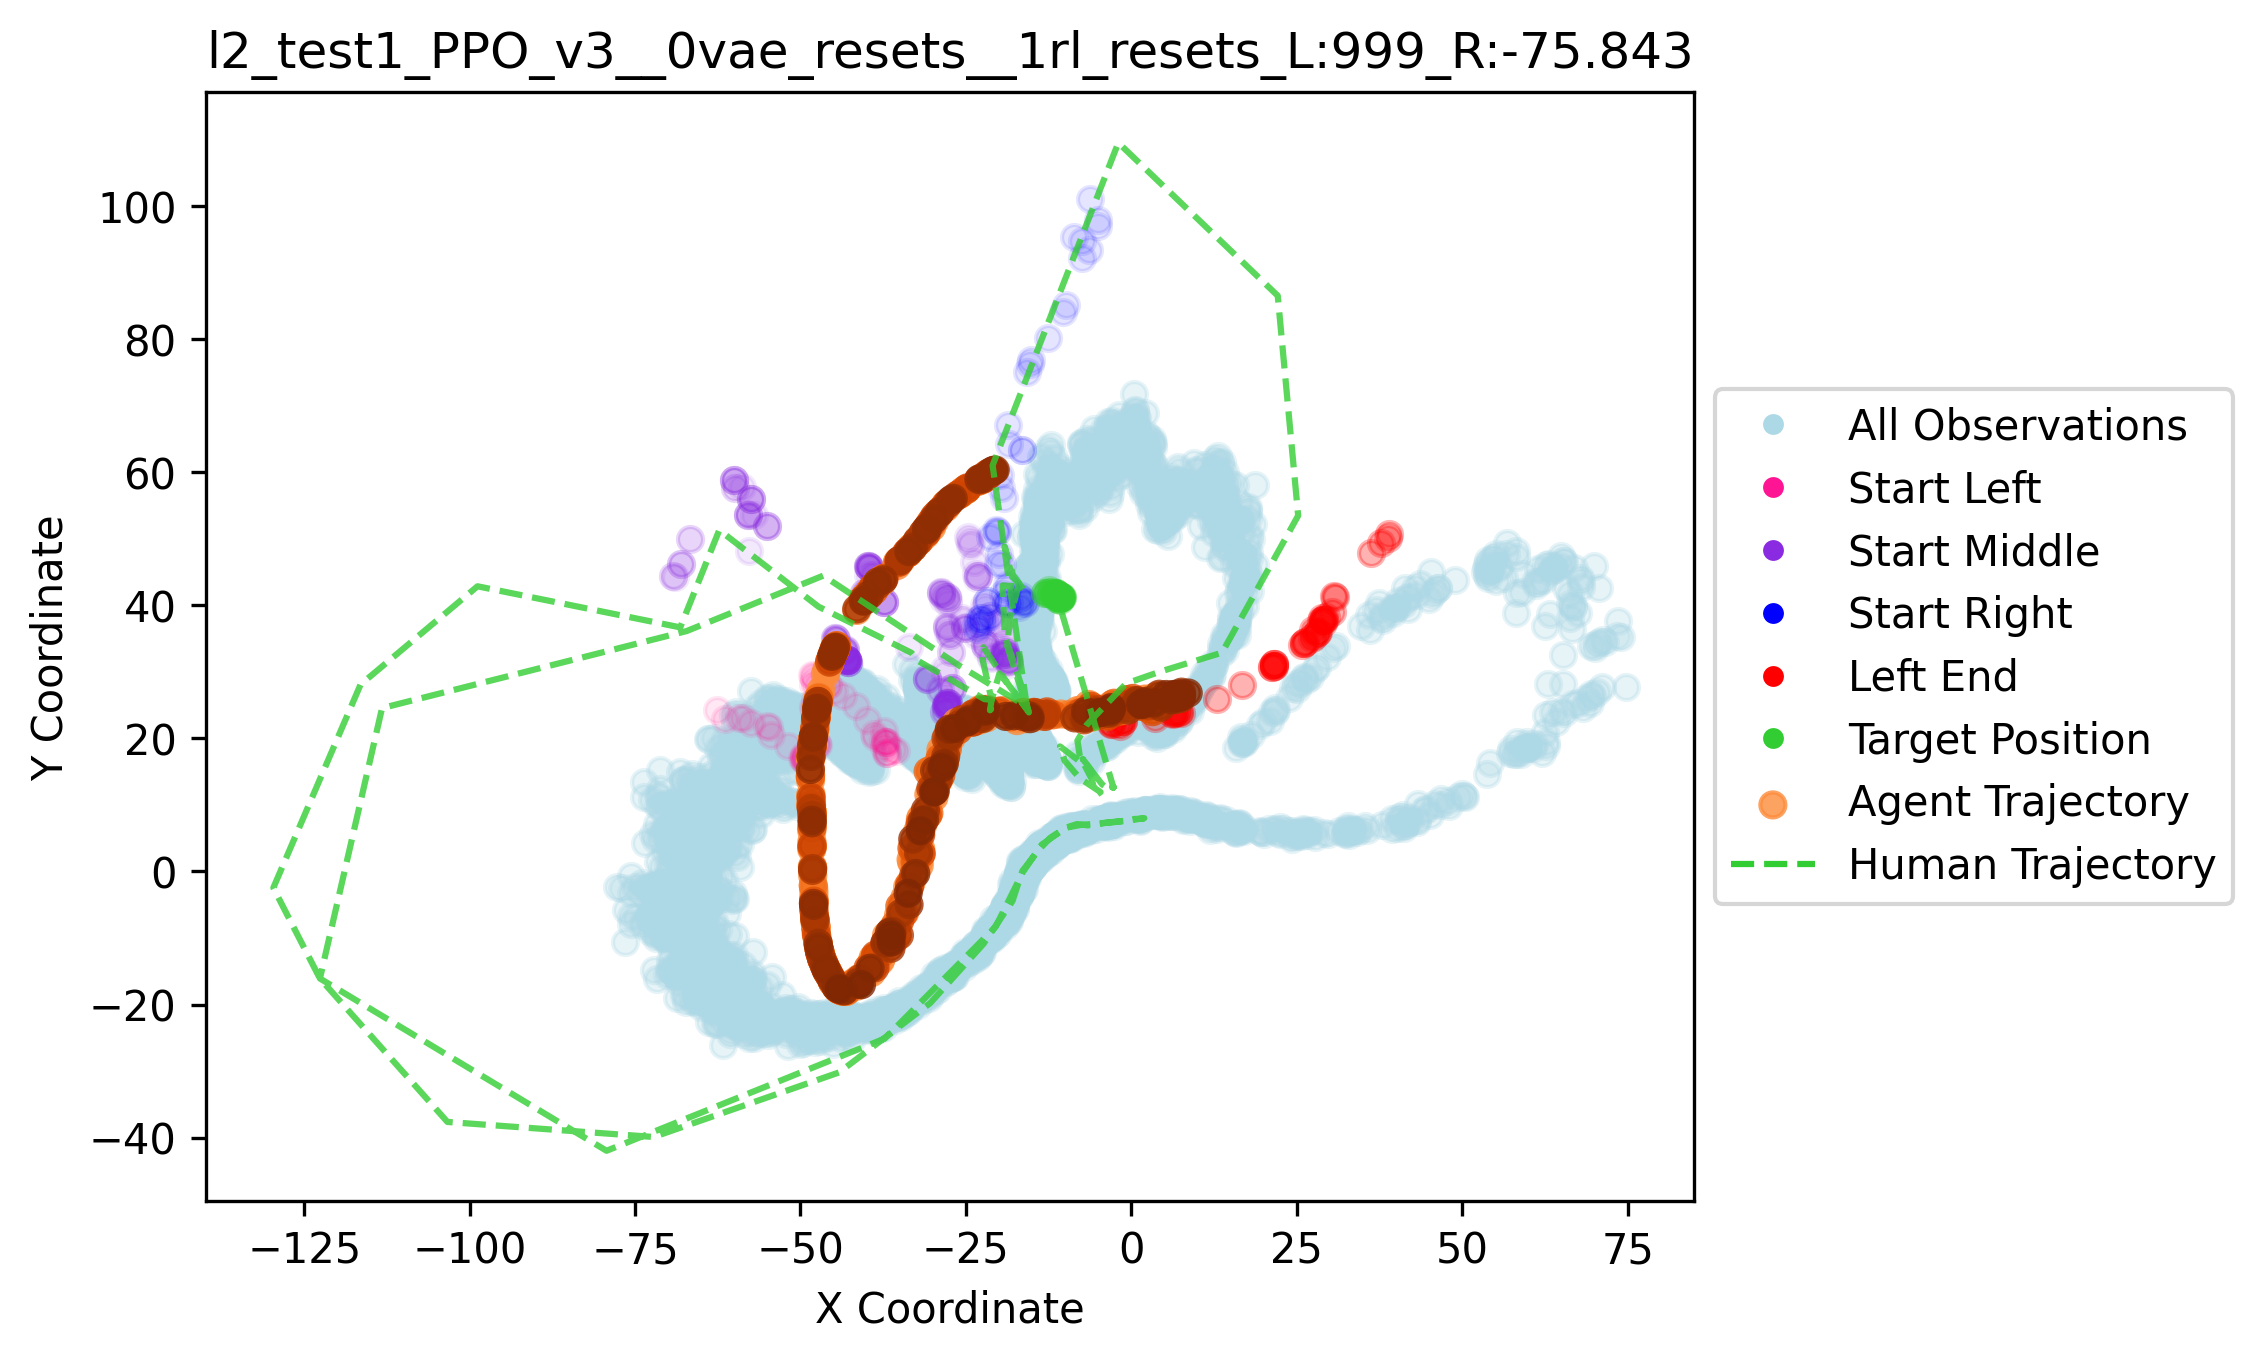 l2_test1_PPO_v3__0vae_resets__1rl_resets_L:999_R:-75.843
Y Coordinate
100
80
60
40
20
0
−20
−40
−125
−100
−75
−50
−25
0
25
50
75
X Coordinate
All Observations
Start Left
Start Middle
Start Right
Left End
Target Position
Agent Trajectory
Human Trajectory